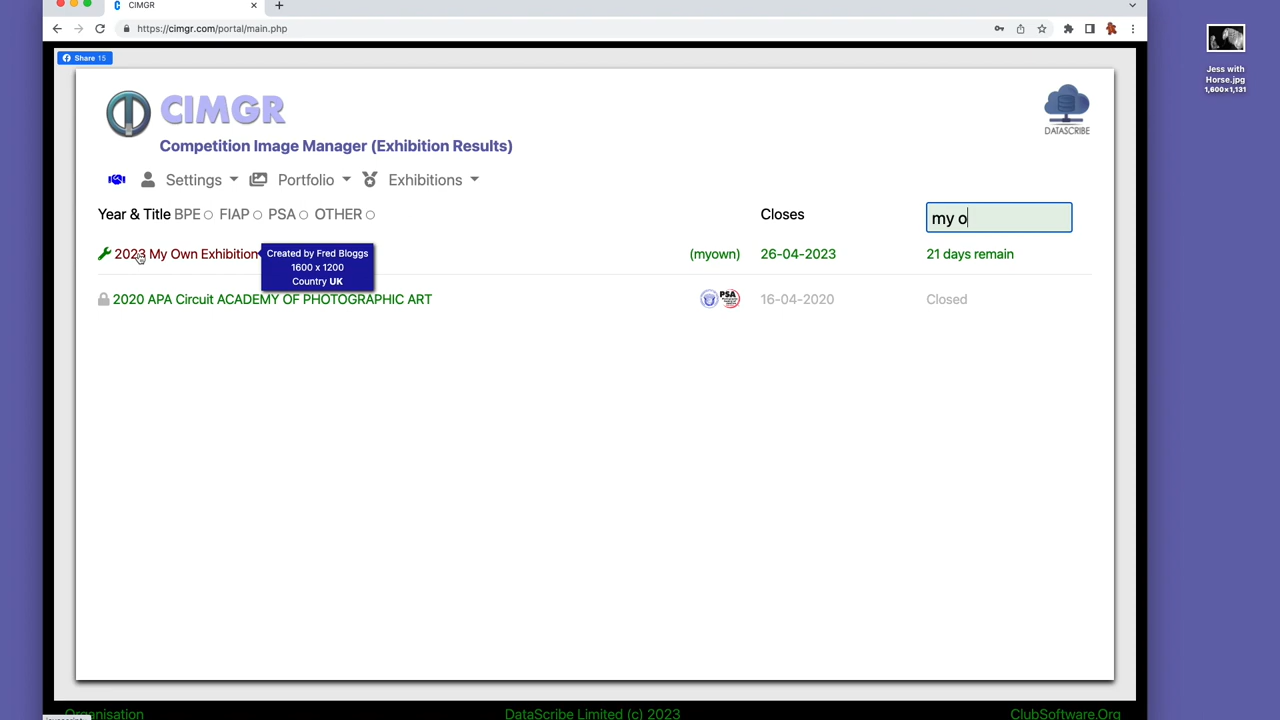 CIMGR
https://cimgr.com/portal/main.php
Share 15
CIMGR
DATASCRIBE
Competition Image Manager (Exhibition Results)
Settings Portfolio Exhibitions
Year & Title BPE FIAP PSA OTHER Closes my o
2023 My Own Exhibition (myown) 26-04-2023 21 days remain
Created by Fred Bloggs
1600 x 1200
Country UK
2020 APA Circuit ACADEMY OF PHOTOGRAPHIC ART PSA 16-04-2020 Closed
Organisation DataScribe Limited (c) 2023 ClubSoftware.Org
Jess with
Horse.jpg
1,600×1,131